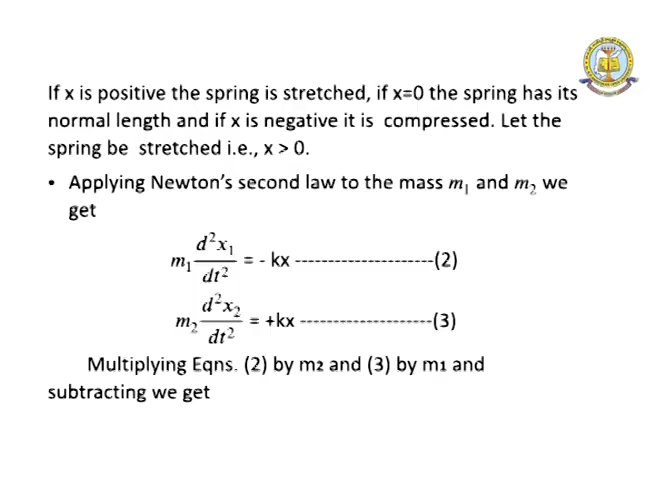 If x is positive the spring is stretched, if x=0 the spring has its
normal length and if x is negative it is compressed. Let the
spring be stretched i.e., x > 0.
• Applying Newton's second law to the mass m₁ and m₂ we
get
m₁ d²x₁/dt² = - kx ----------------------(2)
m₂ d²x₂/dt² = +kx ---------------------(3)
Multiplying Eqns. (2) by m2 and (3) by m1 and
subtracting we get